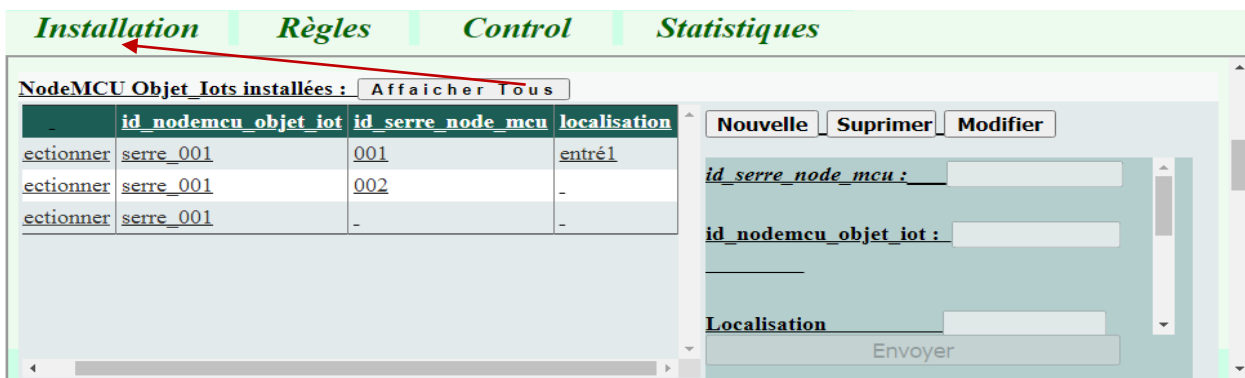 Installation Règles Control Statistiques
NodeMCU Objet_Iots installées : Affaicher Tous
id_nodemcu_objet_iot id_serre_node_mcu localisation
ectionner serre_001 001 entré1
ectionner serre_001 002 -
ectionner serre_001 - -
Nouvelle Suprimer Modifier
id_serre_node_mcu :
id_nodemcu_objet_iot :
Localisation
Envoyer